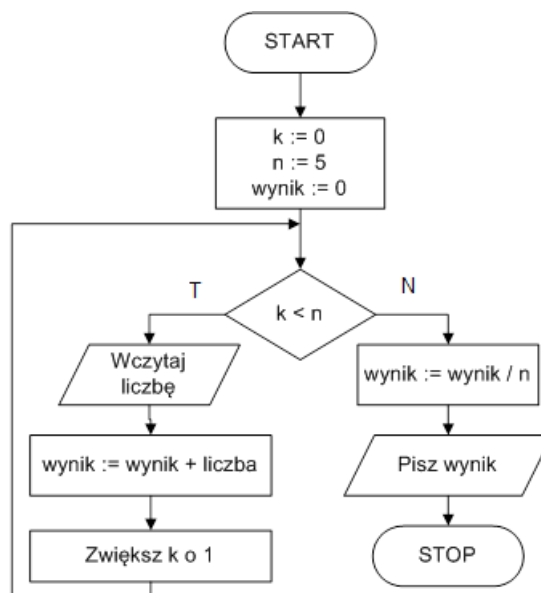 START
k := 0
n := 5
wynik := 0
T
N
k < n
Wczytaj
liczbę
wynik := wynik / n
wynik := wynik + liczba
Pisz wynik
Zwiększ k o 1
STOP